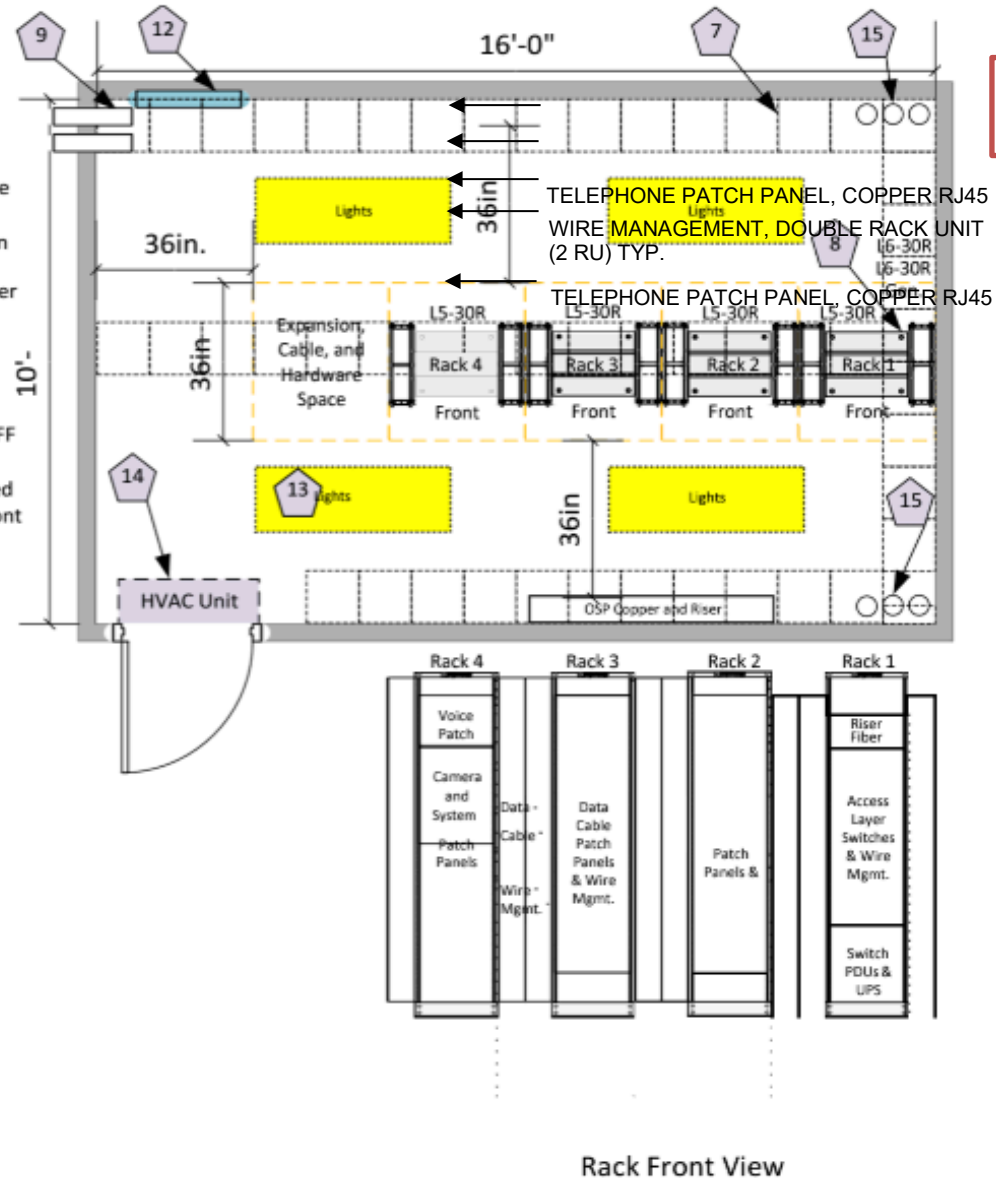 9
12
16'-0"
7
15
TELEPHONE PATCH PANEL, COPPER RJ45
Lights
36in
Lights
WIRE MANAGEMENT, DOUBLE RACK UNIT
(2 RU) TYP.
36in.
8
L6-30R
L6-30R
TELEPHONE PATCH PANEL, COPPER RJ45
L5-30R
L5-30R
L5-30R
L5-30R
Expansion,
Cable, and
Hardware
Space
36in
10'-
Rack 4
Rack 3
Rack 2
Rack 1
Front
Front
Front
Front
FF
14
13
Lights
Lights
15
36in
HVAC Unit
OSP Copper and Riser
Rack 4
Rack 3
Rack 2
Rack 1
Voice
Patch
Camera
and
System
Patch
Panels
Data -
Cable -
Wire -
Mgmt. -
Data
Cable
Patch
Panels
& Wire
Mgmt.
Patch
Panels &
Riser
Fiber
Access
Layer
Switches
& Wire
Mgmt.
Switch
PDUs &
UPS
Rack Front View